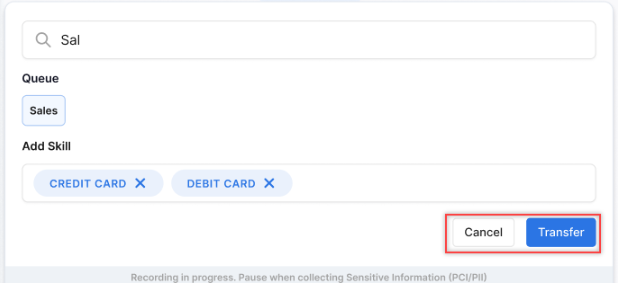 Sal
Queue
Sales
Add Skill
CREDIT CARD X DEBIT CARD X
Cancel Transfer
Recording in progress. Pause when collecting Sensitive Information (PCI/PII)